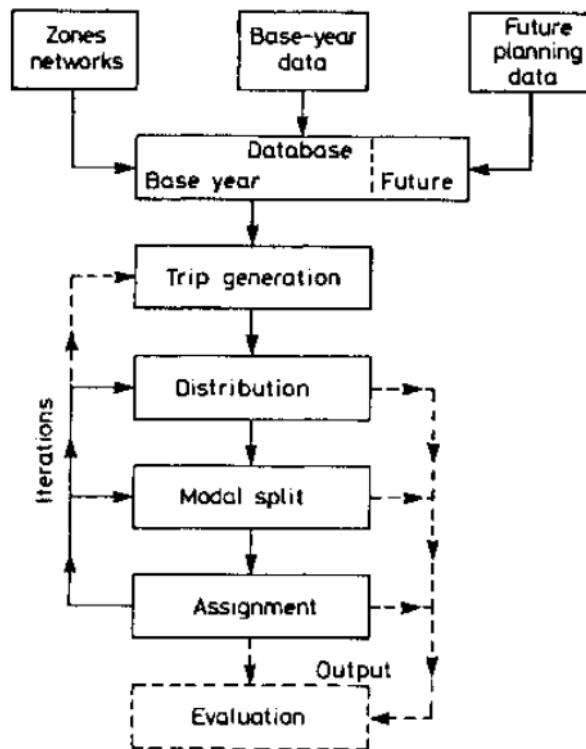 Zones
networks
Base-year
data
Future
planning
data
Database
Base year
Future
Trip generation
Distribution
Iterations
Modal split
Assignment
Output
Evaluation